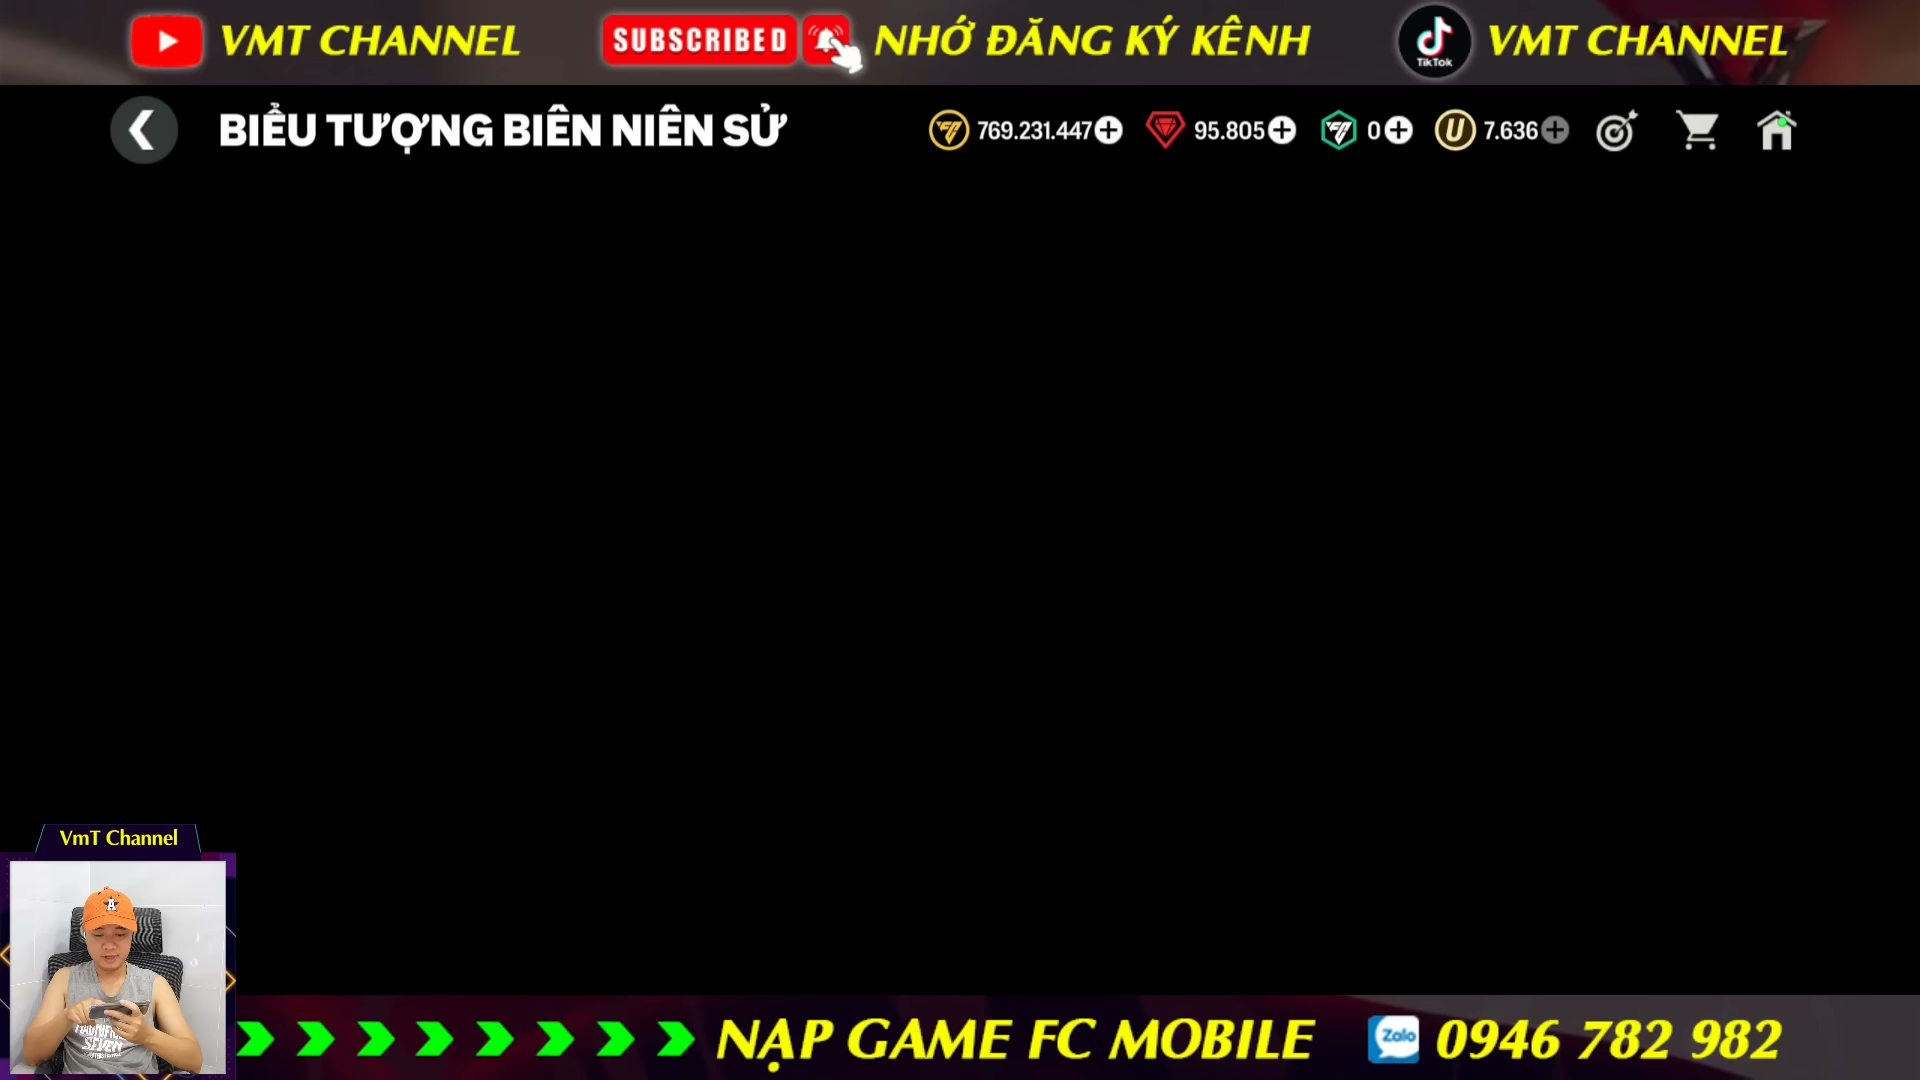 VMT CHANNEL
SUBSCRIBED
NHỚ ĐĂNG KÝ KÊNH
TikTok
VMT CHANNEL
BIỂU TƯỢNG BIÊN NIÊN SỬ
769.231.447
95.805
0
U
7.636
VmT Channel
A
SEVEN
NẠP GAME FC MOBILE
Zalo
0946 782 982